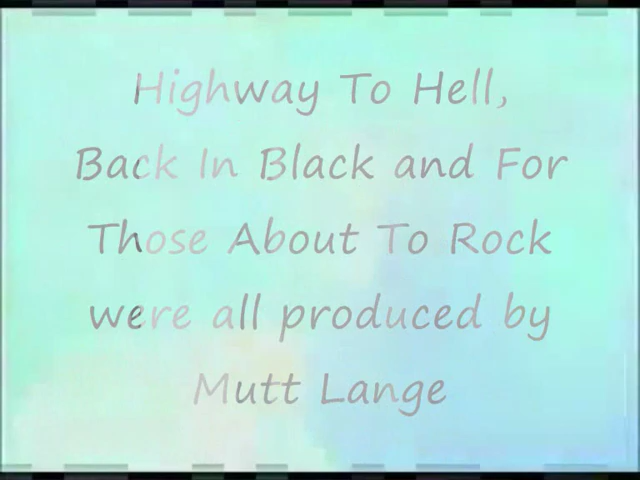 Highway To Hell,
Back In Black and For
Those About To Rock
were all produced by
Mutt Lange